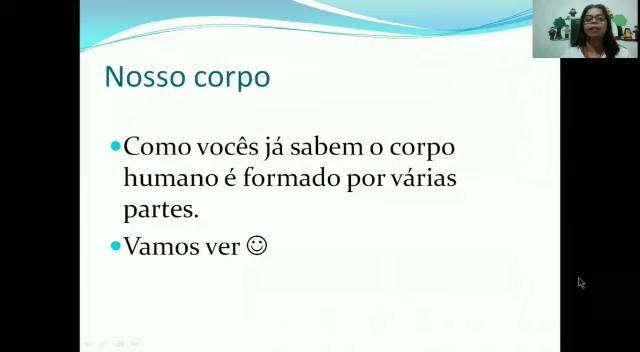 Nosso corpo
Como vocês já sabem o corpo
humano é formado por várias
partes.
Vamos ver ☺